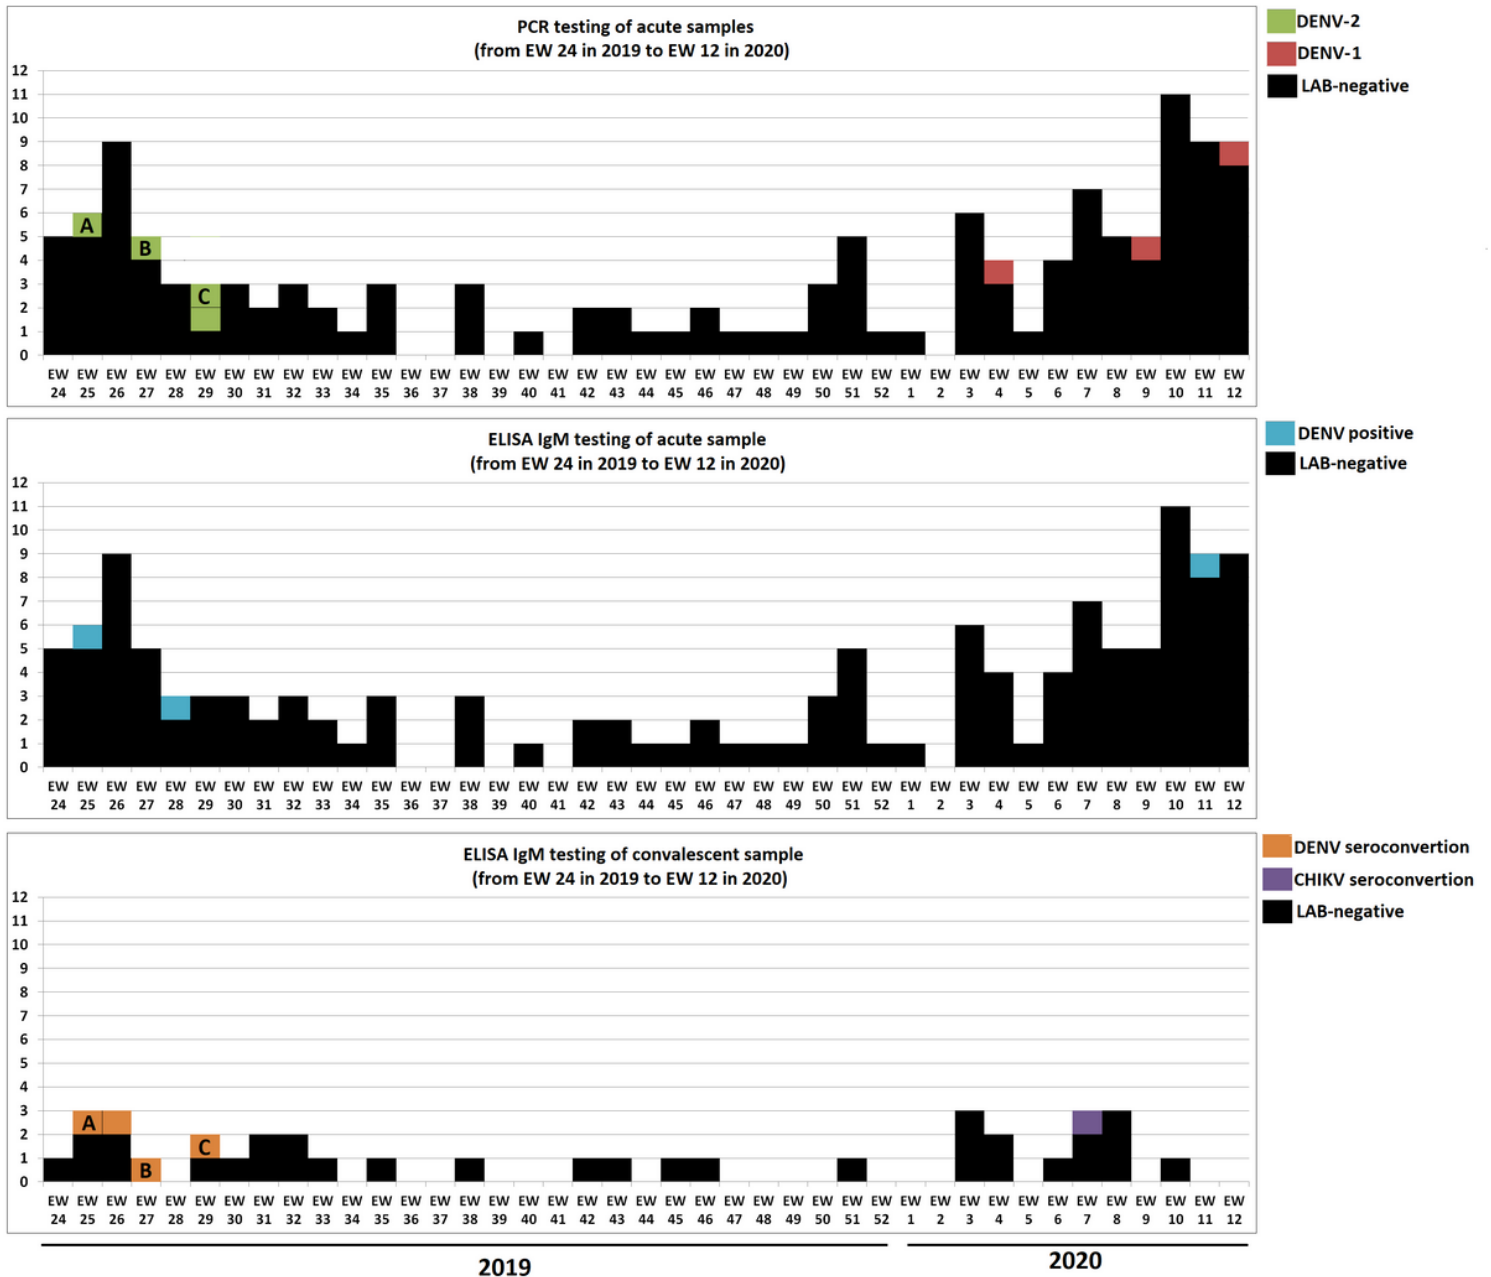 PCR testing of acute samples
(from EW 24 in 2019 to EW 12 in 2020)
DENV-2
DENV-1
LAB-negative
12
11
10
9
8
7
6
5
4
3
2
1
0
A
B
C
EW EW EW EW EW EW EW EW EW EW EW EW EW EW EW EW EW EW EW EW EW EW EW EW EW EW EW EW EW EW EW EW EW EW EW EW EW EW EW EW EW
24 25 26 27 28 29 30 31 32 33 34 35 36 37 38 39 40 41 42 43 44 45 46 47 48 49 50 51 52 1 2 3 4 5 6 7 8 9 10 11 12
ELISA IgM testing of acute sample
(from EW 24 in 2019 to EW 12 in 2020)
DENV positive
LAB-negative
12
11
10
9
8
7
6
5
4
3
2
1
0
EW EW EW EW EW EW EW EW EW EW EW EW EW EW EW EW EW EW EW EW EW EW EW EW EW EW EW EW EW EW EW EW EW EW EW EW EW EW EW EW EW
24 25 26 27 28 29 30 31 32 33 34 35 36 37 38 39 40 41 42 43 44 45 46 47 48 49 50 51 52 1 2 3 4 5 6 7 8 9 10 11 12
ELISA IgM testing of convalescent sample
(from EW 24 in 2019 to EW 12 in 2020)
DENV seroconvertion
CHIKV seroconvertion
LAB-negative
12
11
10
9
8
7
6
5
4
3
2
1
0
A
B
C
EW EW EW EW EW EW EW EW EW EW EW EW EW EW EW EW EW EW EW EW EW EW EW EW EW EW EW EW EW EW EW EW EW EW EW EW EW EW EW EW EW
24 25 26 27 28 29 30 31 32 33 34 35 36 37 38 39 40 41 42 43 44 45 46 47 48 49 50 51 52 1 2 3 4 5 6 7 8 9 10 11 12
2019
2020